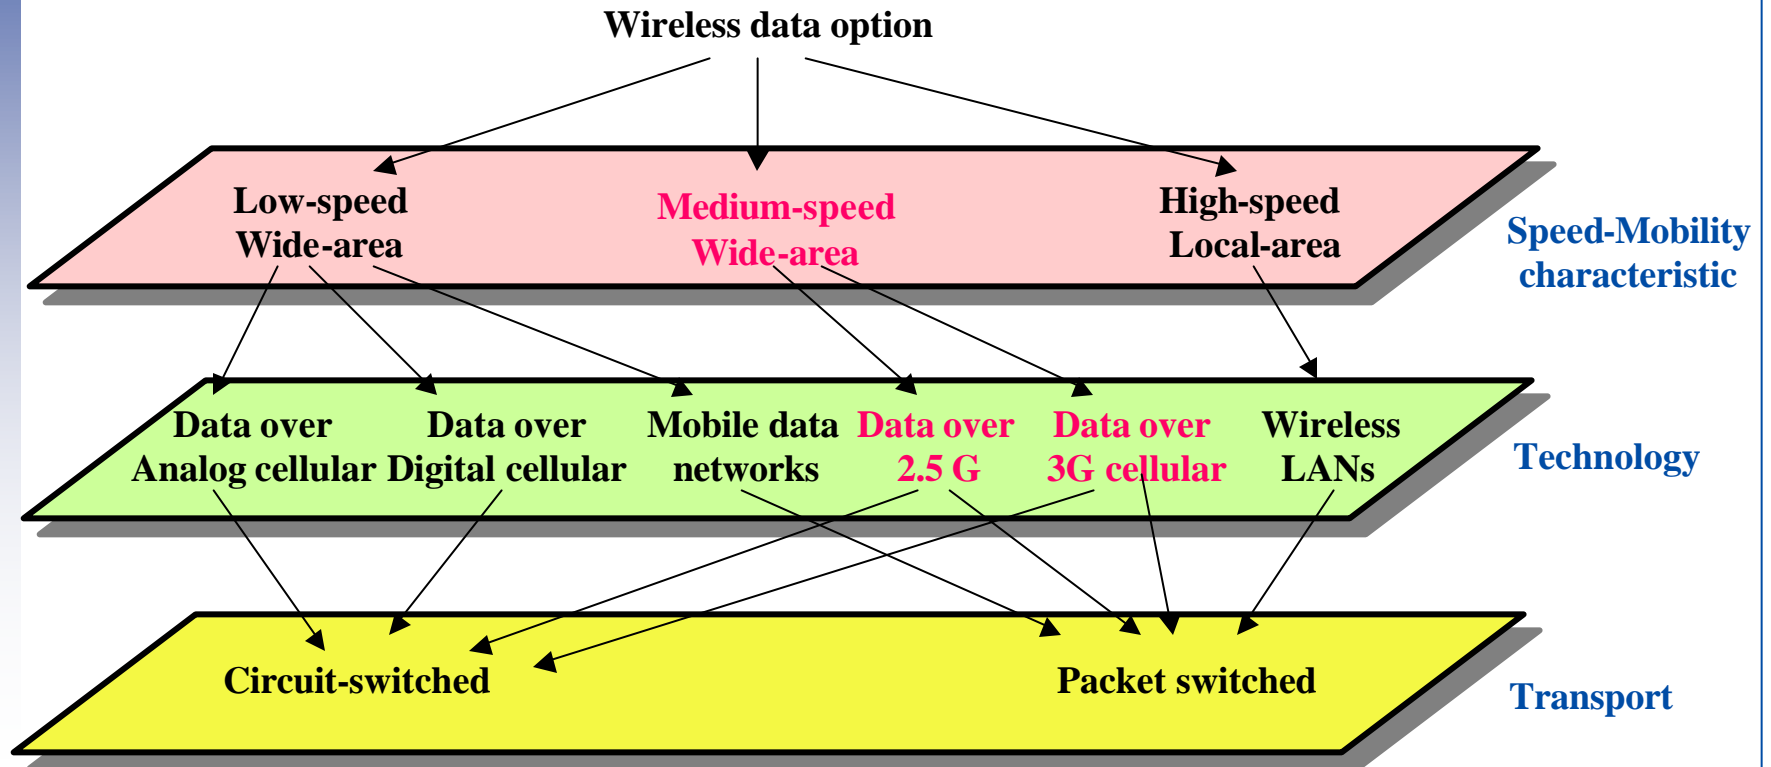 Wireless data option
Low-speed
Wide-area
Medium-speed
Wide-area
High-speed
Local-area
Speed-Mobility
characteristic
Data over
Analog cellular
Data over
Digital cellular
Mobile data
networks
Data over
2.5 G
Data over
3G cellular
Wireless
LANs
Technology
Circuit-switched
Packet switched
Transport